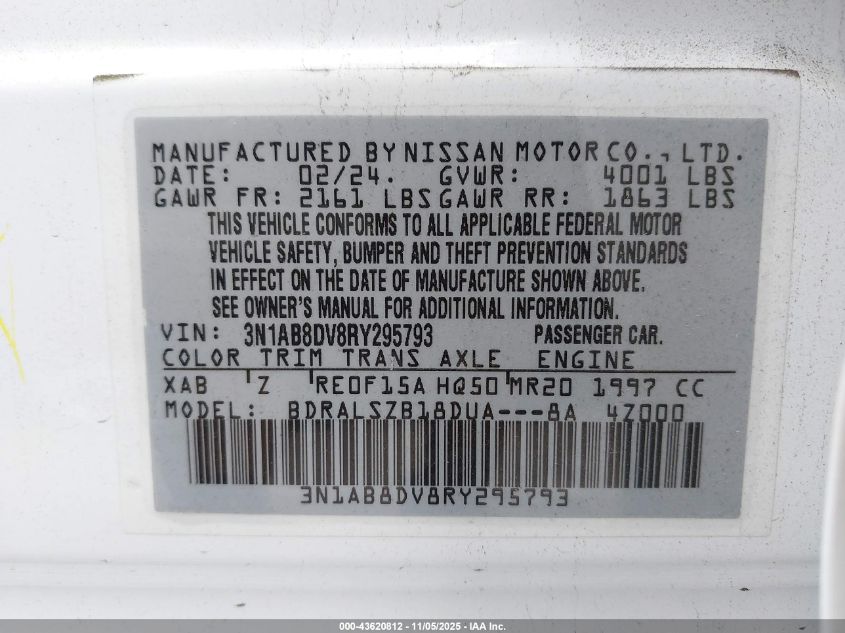 MANUFACTURED BY NISSAN MOTOR CO., LTD.
DATE: 02/24. GVWR: 4001 LBS
GAWR FR: 2161 LBS GAWR RR: 1863 LBS
THIS VEHICLE CONFORMS TO ALL APPLICABLE FEDERAL MOTOR
VEHICLE SAFETY, BUMPER AND THEFT PREVENTION STANDARDS
IN EFFECT ON THE DATE OF MANUFACTURE SHOWN ABOVE.
SEE OWNER'S MANUAL FOR ADDITIONAL INFORMATION.
VIN: 3N1AB8DV8RY295793 PASSENGER CAR.
COLOR TRIM TRANS AXLE ENGINE
XAB Z RE0F15A HQ50 MR20 1997 CC
MODEL: BDRALSZB18DUA---8A 4Z000
3N1AB8DV8RY295793
000-43620812 - 11/05/2025 - IAA Inc.